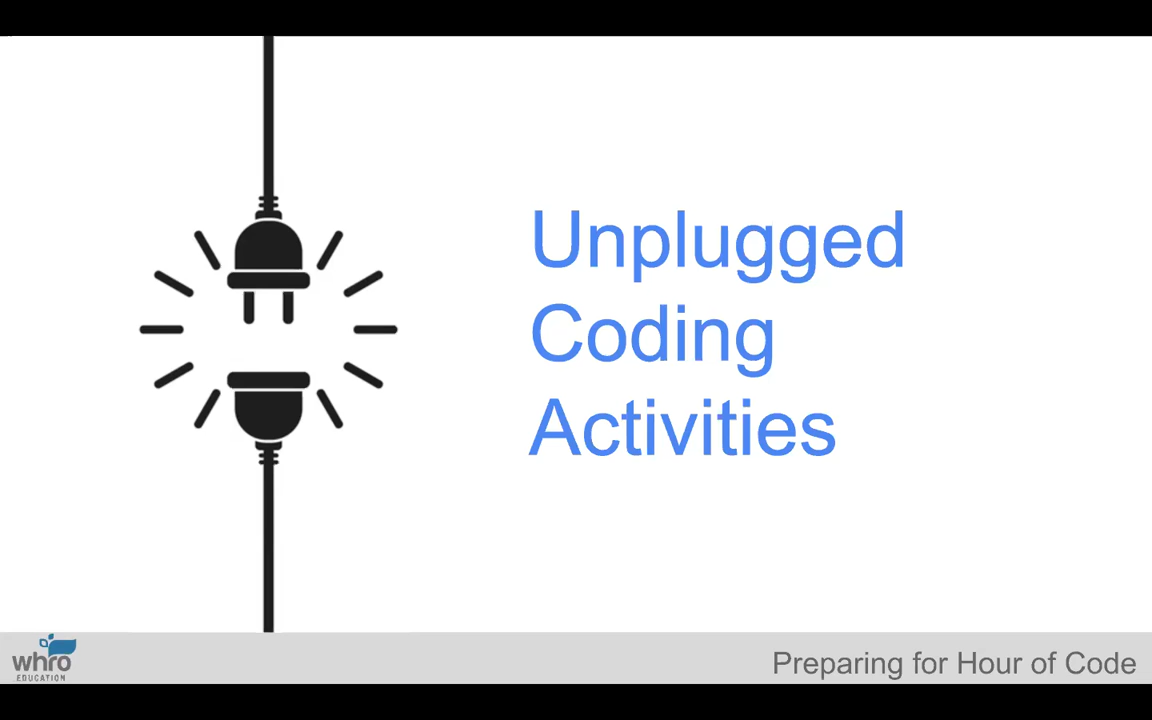 Unplugged
Coding
Activities
whro
EDUCATION
Preparing for Hour of Code